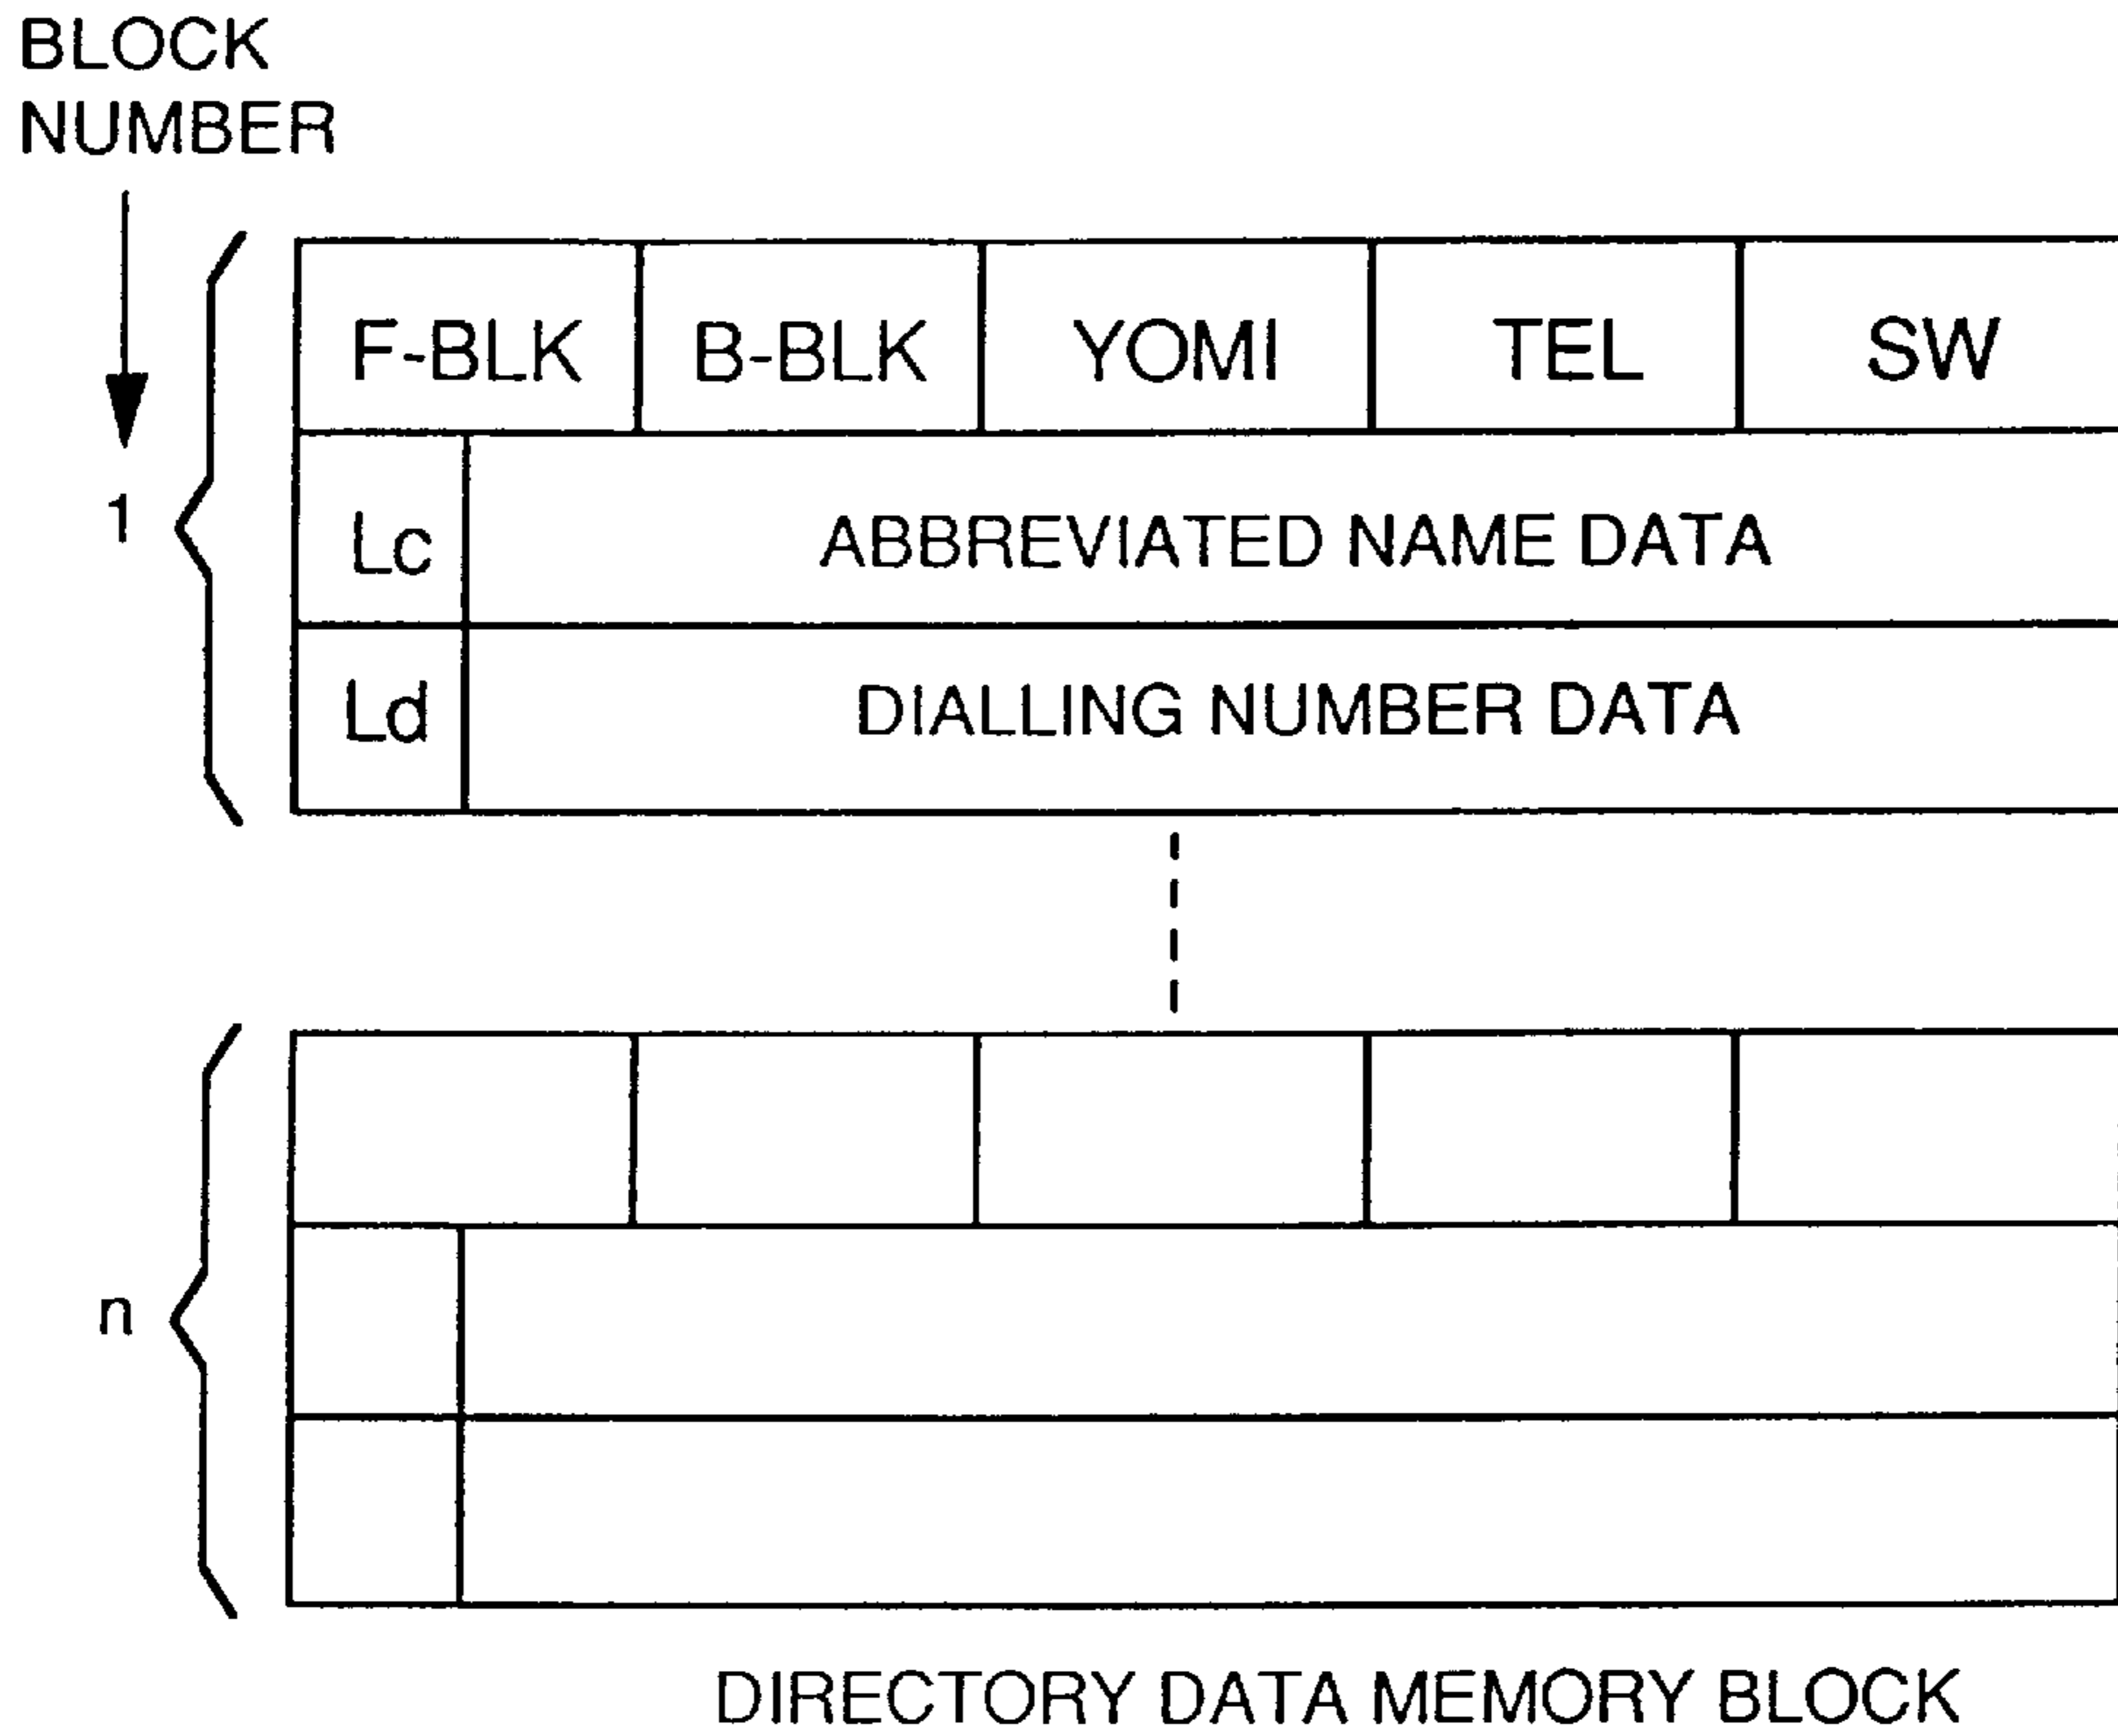 BLOCK
NUMBER
F-BLK B-BLK YOMI TEL SW
1
Lc ABBREVIATED NAME DATA
Ld DIALLING NUMBER DATA
n
DIRECTORY DATA MEMORY BLOCK